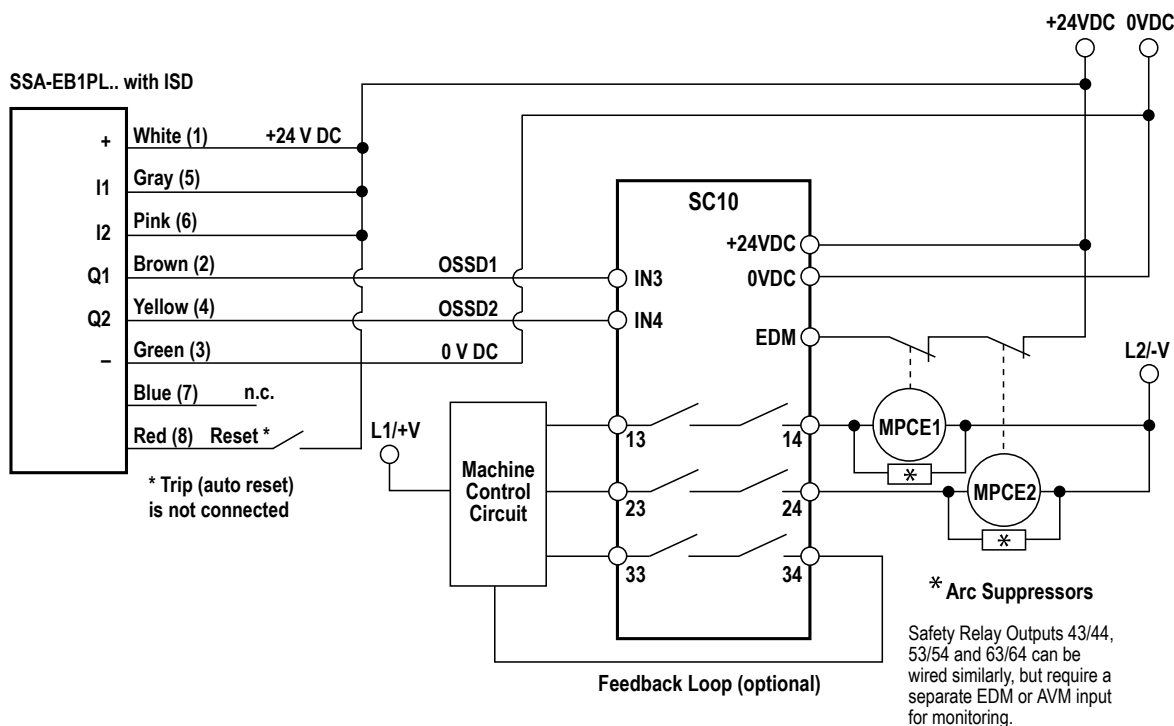 +24VDC 0VDC
SSA-EB1PL.. with ISD
+ White (1) +24 V DC
I1 Gray (5)
I2 Pink (6)
Q1 Brown (2) OSSD1
Q2 Yellow (4) OSSD2
– Green (3) 0 V DC
Blue (7) n.c.
Red (8) Reset *
* Trip (auto reset)
is not connected
SC10
+24VDC
0VDC
IN3
IN4
EDM
L2/-V
L1/+V
Machine
Control
Circuit
13 14
23 24
33 34
MPCE1
*
MPCE2
*
* Arc Suppressors
Safety Relay Outputs 43/44,
53/54 and 63/64 can be
wired similarly, but require a
separate EDM or AVM input
for monitoring.
Feedback Loop (optional)